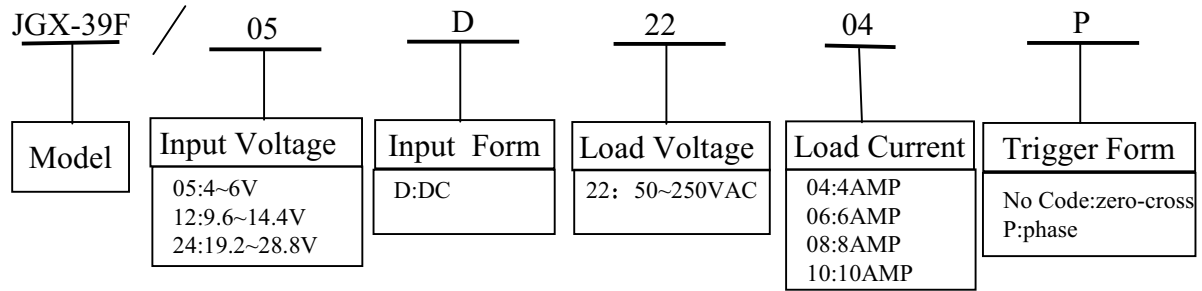 JGX-39F / 05 D 22 04 P
Model
Input Voltage
05:4~6V
12:9.6~14.4V
24:19.2~28.8V
Input Form
D:DC
Load Voltage
22：50~250VAC
Load Current
04:4AMP
06:6AMP
08:8AMP
10:10AMP
Trigger Form
No Code:zero-cross
P:phase